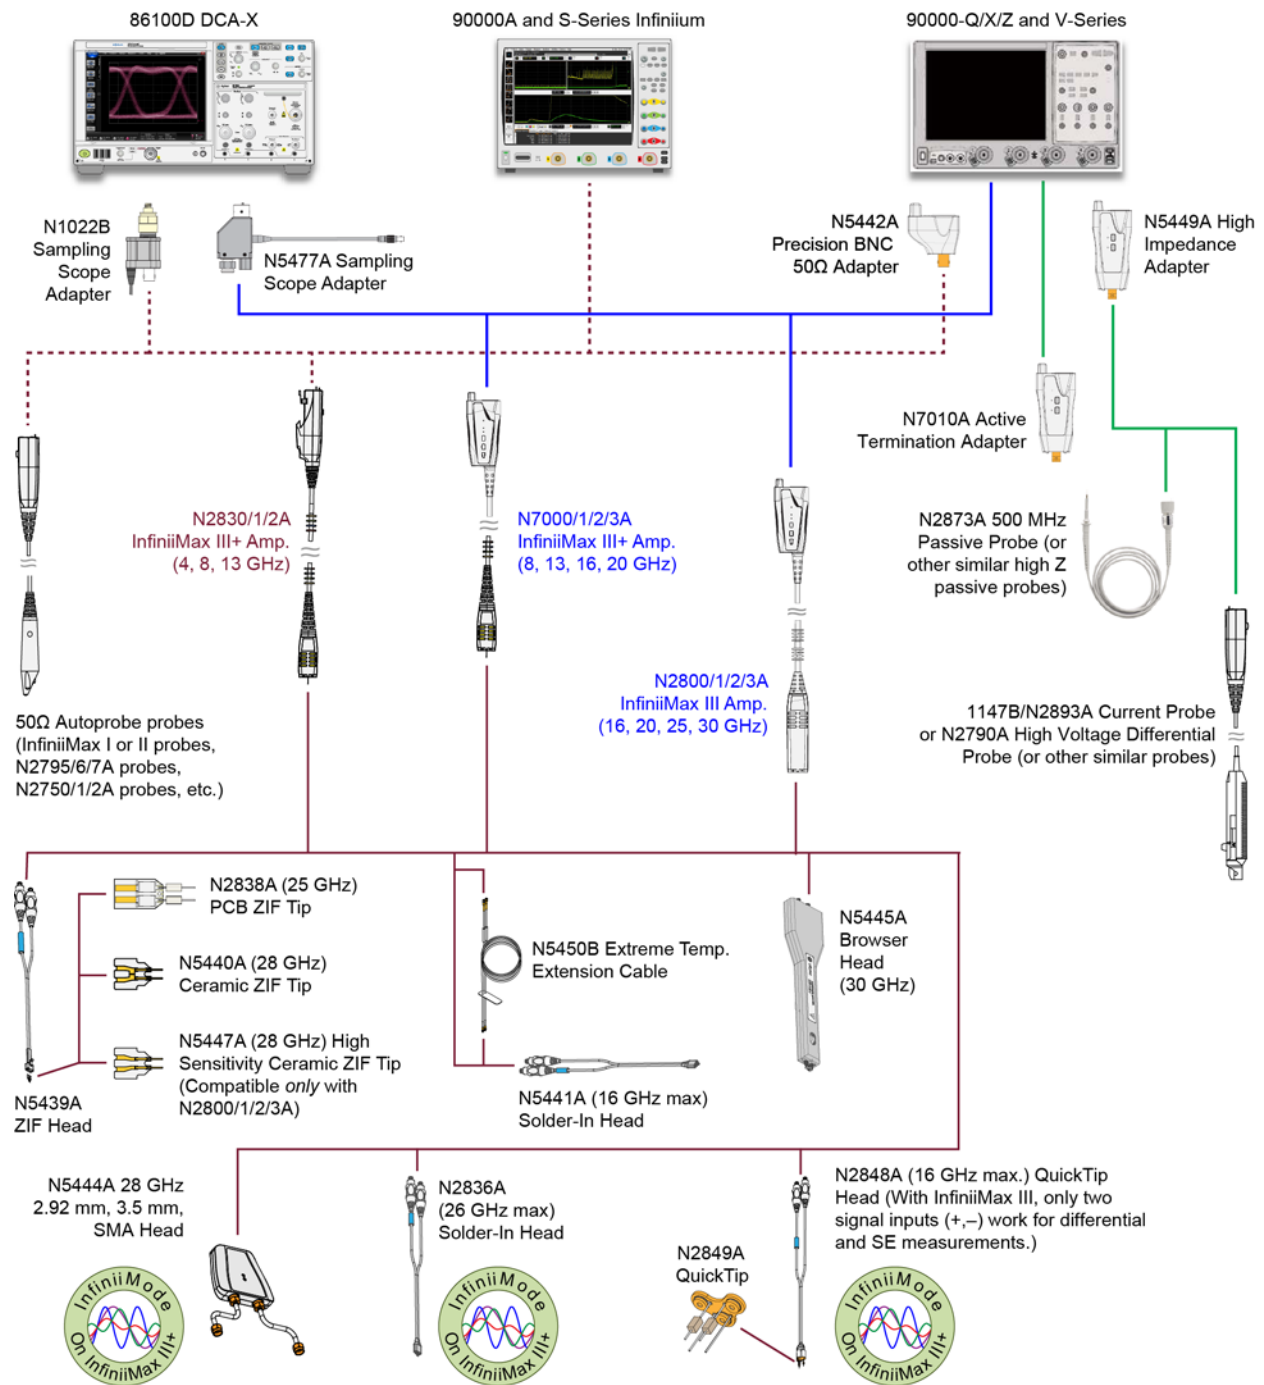 86100D DCA-X
90000A and S-Series Infiniium
90000-Q/X/Z and V-Series
N1022B
Sampling
Scope
Adapter
N5477A Sampling
Scope Adapter
N5442A
Precision BNC
50Ω Adapter
N5449A High
Impedance
Adapter
N7010A Active
Termination Adapter
N2830/1/2A
InfiniiMax III+ Amp.
(4, 8, 13 GHz)
N7000/1/2/3A
InfiniiMax III+ Amp.
(8, 13, 16, 20 GHz)
N2873A 500 MHz
Passive Probe (or
other similar high Z
passive probes)
N2800/1/2/3A
InfiniiMax III Amp.
(16, 20, 25, 30 GHz)
50Ω Autoprobe probes
(InfiniiMax I or II probes,
N2795/6/7A probes,
N2750/1/2A probes, etc.)
1147B/N2893A Current Probe
or N2790A High Voltage Differential
Probe (or other similar probes)
N2838A (25 GHz)
PCB ZIF Tip
N5440A (28 GHz)
Ceramic ZIF Tip
N5447A (28 GHz) High
Sensitivity Ceramic ZIF Tip
(Compatible only with
N2800/1/2/3A)
N5439A
ZIF Head
N5450B Extreme Temp.
Extension Cable
N5441A (16 GHz max)
Solder-In Head
N5445A
Browser
Head
(30 GHz)
N5444A 28 GHz
2.92 mm, 3.5 mm,
SMA Head
N2836A
(26 GHz max)
Solder-In Head
N2848A (16 GHz max.) QuickTip
Head (With InfiniiMax III, only two
signal inputs (+,–) work for differential
and SE measurements.)
N2849A
QuickTip
InfiniiMode
On InfiniiMax III+
InfiniiMode
On InfiniiMax III+
InfiniiMode
On InfiniiMax III+